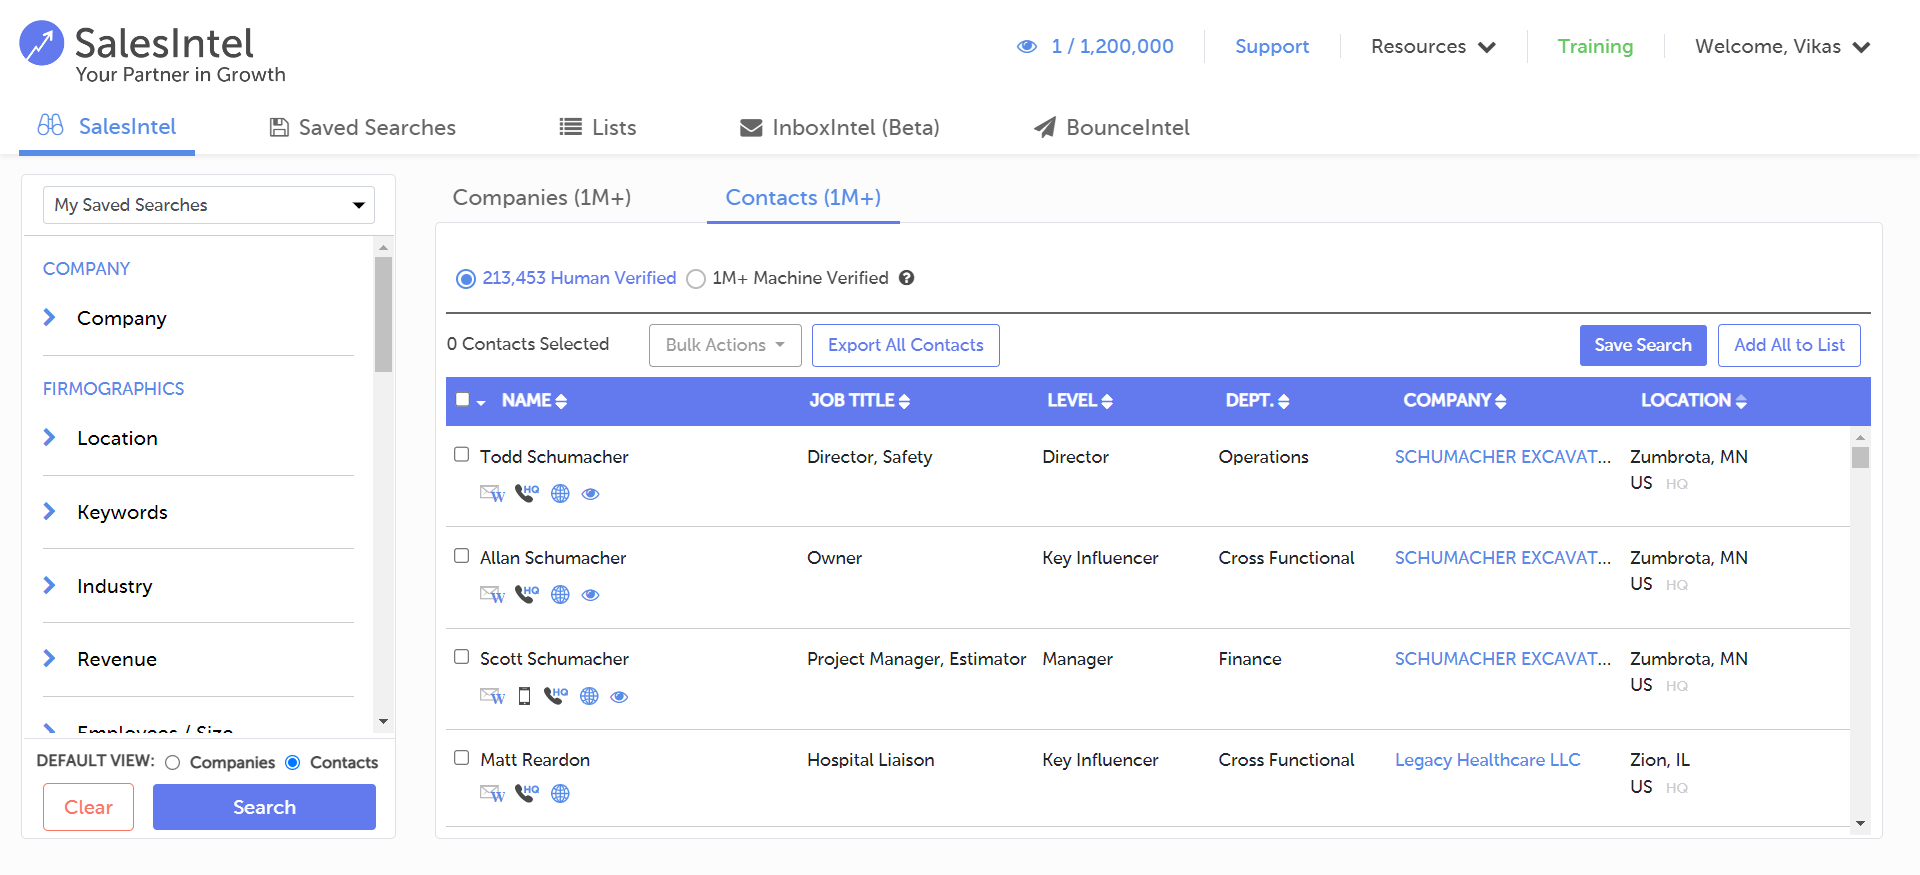 SalesIntel
Your Partner in Growth
1 / 1,200,000
Support
Resources
Training
Welcome, Vikas
SalesIntel
Saved Searches
Lists
InboxIntel (Beta)
BounceIntel
My Saved Searches
COMPANY
Company
FIRMOGRAPHICS
Location
Keywords
Industry
Revenue
Employees / Size
DEFAULT VIEW: Companies Contacts
Clear
Search
Companies (1M+)
Contacts (1M+)
213,453 Human Verified 1M+ Machine Verified ?
0 Contacts Selected
Bulk Actions
Export All Contacts
Save Search
Add All to List
NAME JOB TITLE LEVEL DEPT. COMPANY LOCATION
Todd Schumacher Director, Safety Director Operations SCHUMACHER EXCAVAT... Zumbrota, MN
US HQ
W HQ
Allan Schumacher Owner Key Influencer Cross Functional SCHUMACHER EXCAVAT... Zumbrota, MN
US HQ
W HQ
Scott Schumacher Project Manager, Estimator Manager Finance SCHUMACHER EXCAVAT... Zumbrota, MN
US HQ
W HQ
Matt Reardon Hospital Liaison Key Influencer Cross Functional Legacy Healthcare LLC Zion, IL
US HQ
W HQ